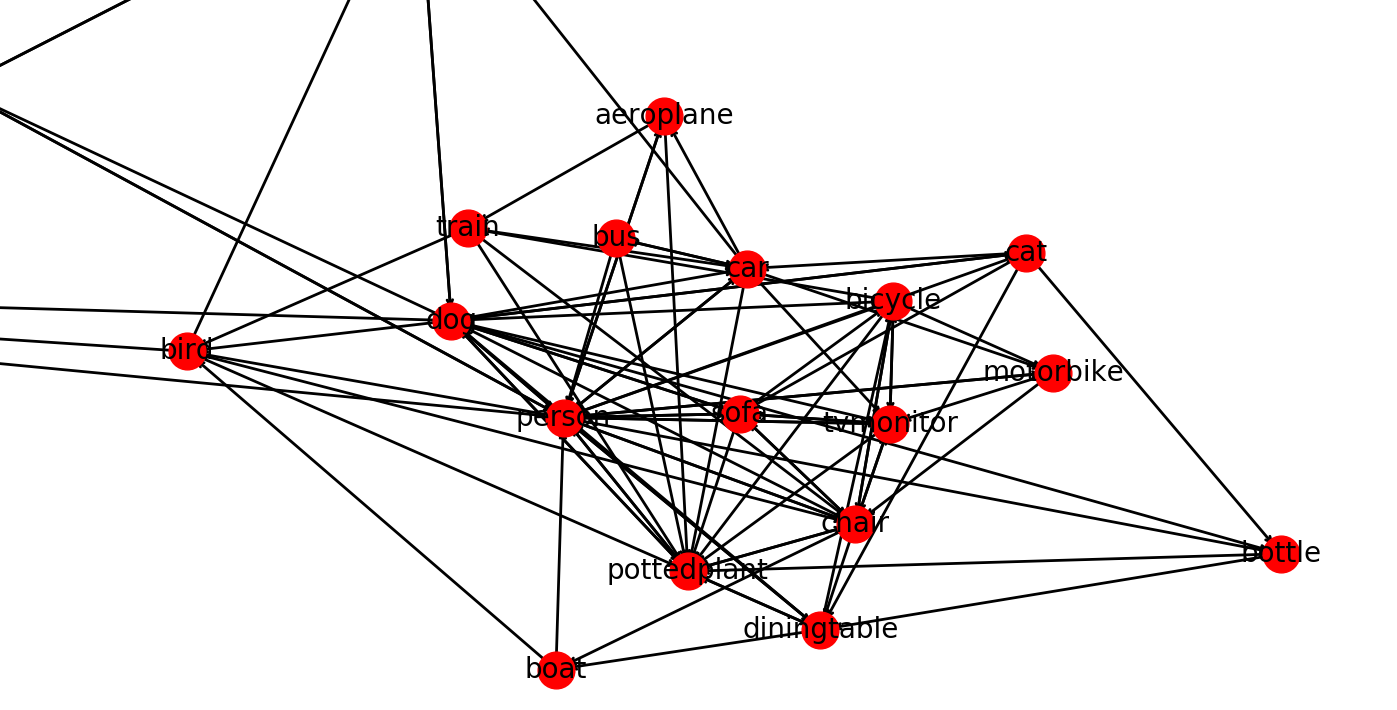 aeroplane
train
bus
cat
car
bicycle
dog
bird
motorbike
person
sofa
tvmonitor
chair
bottle
pottedplant
diningtable
boat